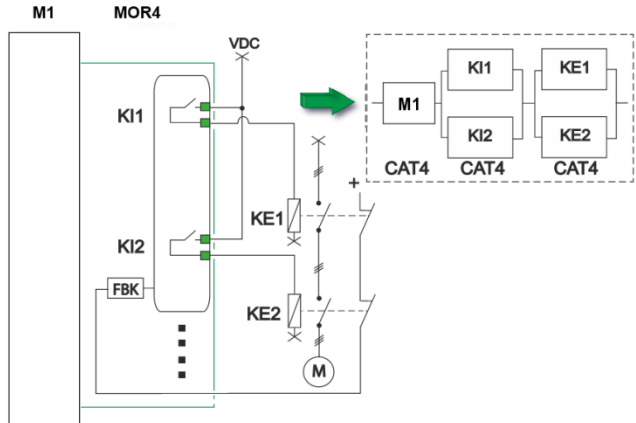 M1 MOR4
VDC
KI1
KE1
KI2
FBK
KE2
M
+
M1
KI1
KI2
KE1
KE2
CAT4 CAT4 CAT4